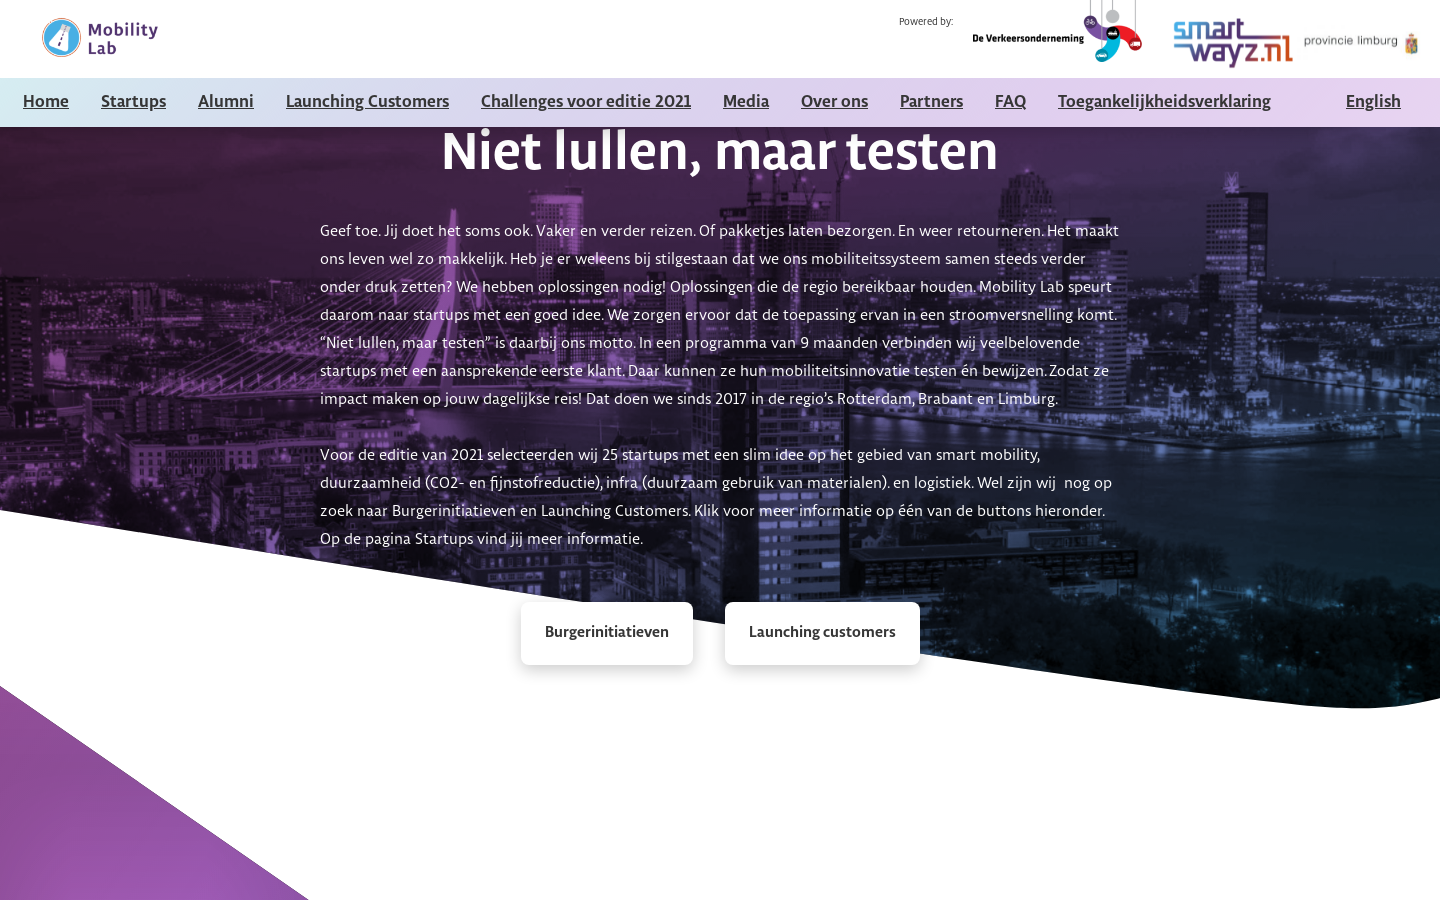 Mobility
Lab
Powered by:
De Verkeersonderneming
smart
wayz.nl
provincie limburg
Home Startups Alumni Launching Customers Challenges voor editie 2021 Media Over ons Partners FAQ Toegankelijkheidsverklaring English
Niet lullen, maar testen
Geef toe. Jij doet het soms ook. Vaker en verder reizen. Of pakketjes laten bezorgen. En weer retourneren. Het maakt
ons leven wel zo makkelijk. Heb je er weleens bij stilgestaan dat we ons mobiliteitssysteem samen steeds verder
onder druk zetten? We hebben oplossingen nodig! Oplossingen die de regio bereikbaar houden. Mobility Lab speurt
daarom naar startups met een goed idee. We zorgen ervoor dat de toepassing ervan in een stroomversnelling komt.
“Niet lullen, maar testen” is daarbij ons motto. In een programma van 9 maanden verbinden wij veelbelovende
startups met een aansprekende eerste klant. Daar kunnen ze hun mobiliteitsinnovatie testen én bewijzen. Zodat ze
impact maken op jouw dagelijkse reis! Dat doen we sinds 2017 in de regio’s Rotterdam, Brabant en Limburg.
Voor de editie van 2021 selecteerden wij 25 startups met een slim idee op het gebied van smart mobility,
duurzaamheid (CO2- en fijnstofreductie), infra (duurzaam gebruik van materialen). en logistiek. Wel zijn wij  nog op
zoek naar Burgerinitiatieven en Launching Customers. Klik voor meer informatie op één van de buttons hieronder.
Op de pagina Startups vind jij meer informatie.
Burgerinitiatieven Launching customers